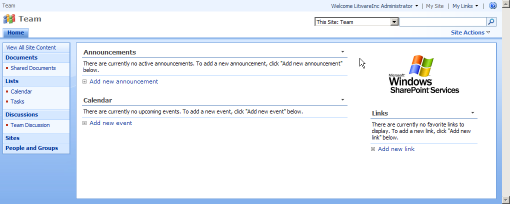 Team
Welcome LitwareInc Administrator | My Site | My Links |
Team
This Site: Team
Home
Site Actions
View All Site Content
Documents
Shared Documents
Lists
Calendar
Tasks
Discussions
Team Discussion
Sites
People and Groups
Announcements
There are currently no active announcements. To add a new announcement, click "Add new announcement"
below.
Add new announcement
Calendar
There are currently no upcoming events. To add a new event, click "Add new event" below.
Add new event
Microsoft
Windows
SharePoint Services
Links
There are currently no favorite links to
display. To add a new link, click "Add new
link" below.
Add new link